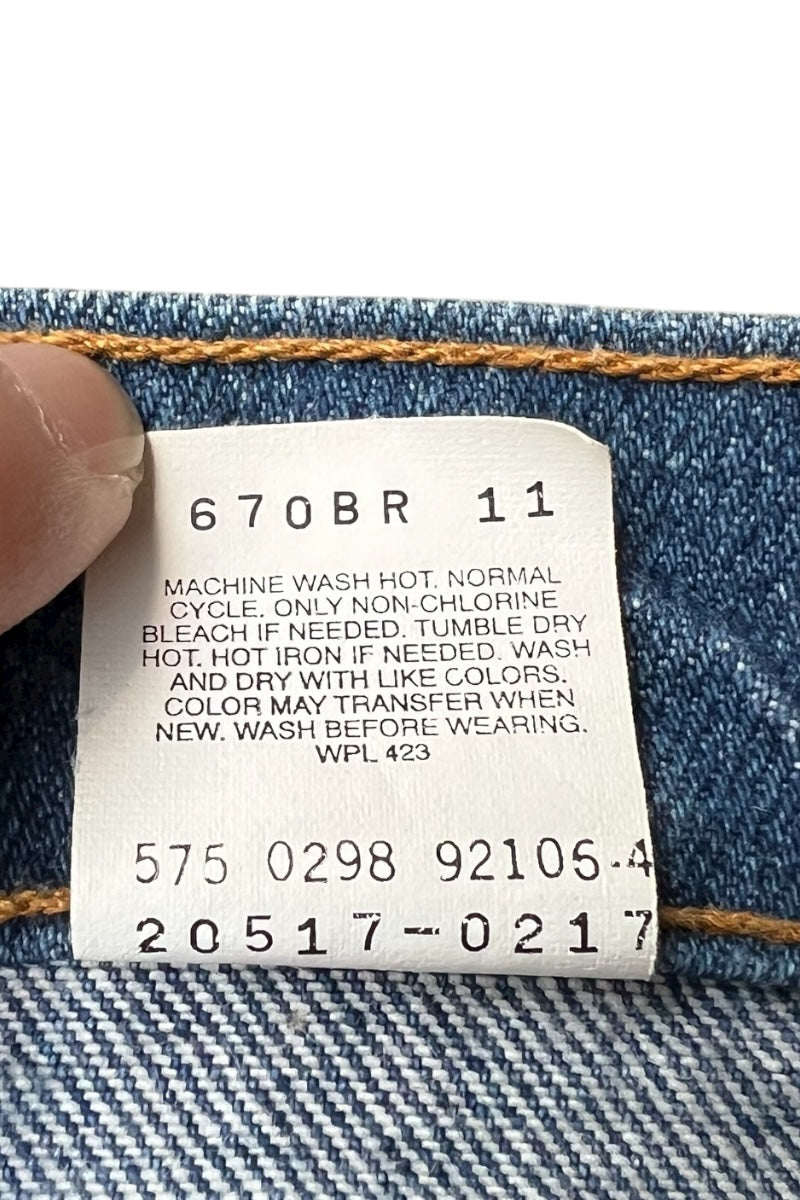 670BR 11
MACHINE WASH HOT. NORMAL
CYCLE. ONLY NON-CHLORINE
BLEACH IF NEEDED. TUMBLE DRY
HOT. HOT IRON IF NEEDED. WASH
AND DRY WITH LIKE COLORS.
COLOR MAY TRANSFER WHEN
NEW. WASH BEFORE WEARING.
WPL 423
575 0298 92106-4
20517-0217